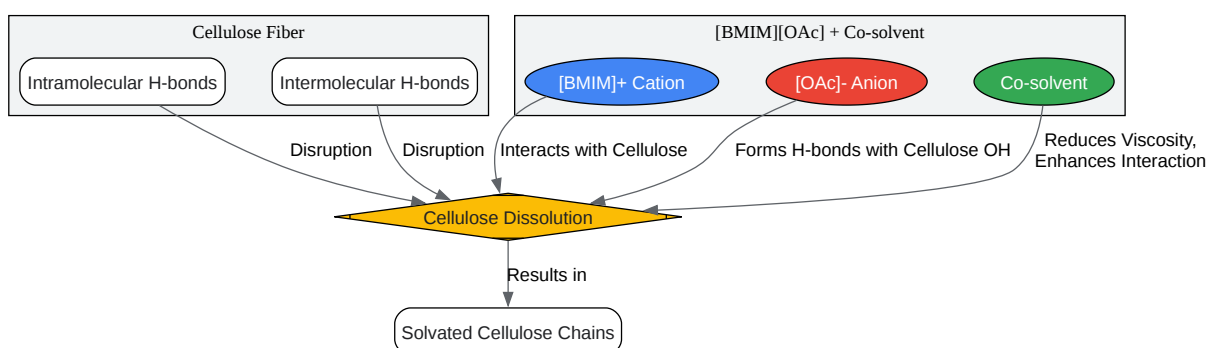 Cellulose Fiber
[BMIM][OAc] + Co-solvent
Intramolecular H-bonds
Intermolecular H-bonds
[BMIM]+ Cation
[OAc]- Anion
Co-solvent
Disruption
Disruption
Interacts with Cellulose
Forms H-bonds with Cellulose OH
Reduces Viscosity,
Enhances Interaction
Cellulose Dissolution
Results in
Solvated Cellulose Chains